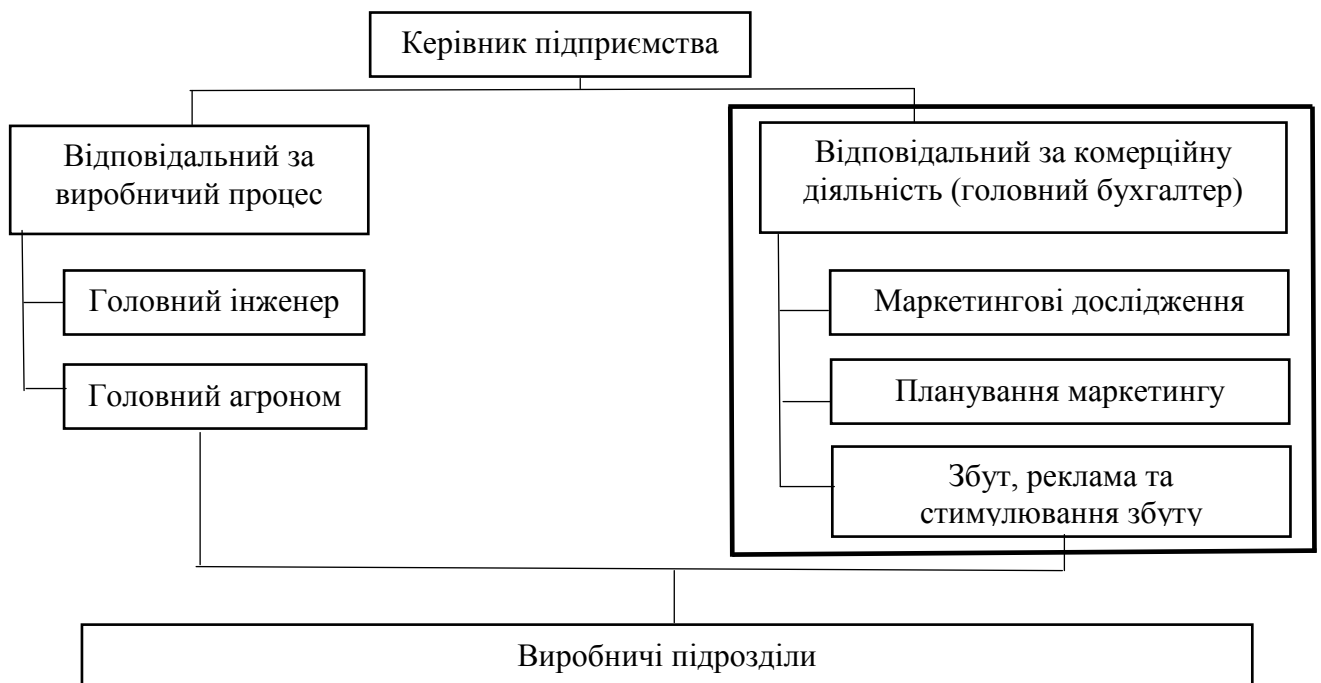 Керівник підприємства
Відповідальний за
виробничий процес
Головний інженер
Головний агроном
Відповідальний за комерційну
діяльність (головний бухгалтер)
Маркетингові дослідження
Планування маркетингу
Збут, реклама та
стимулювання збуту
Виробничі підрозділи